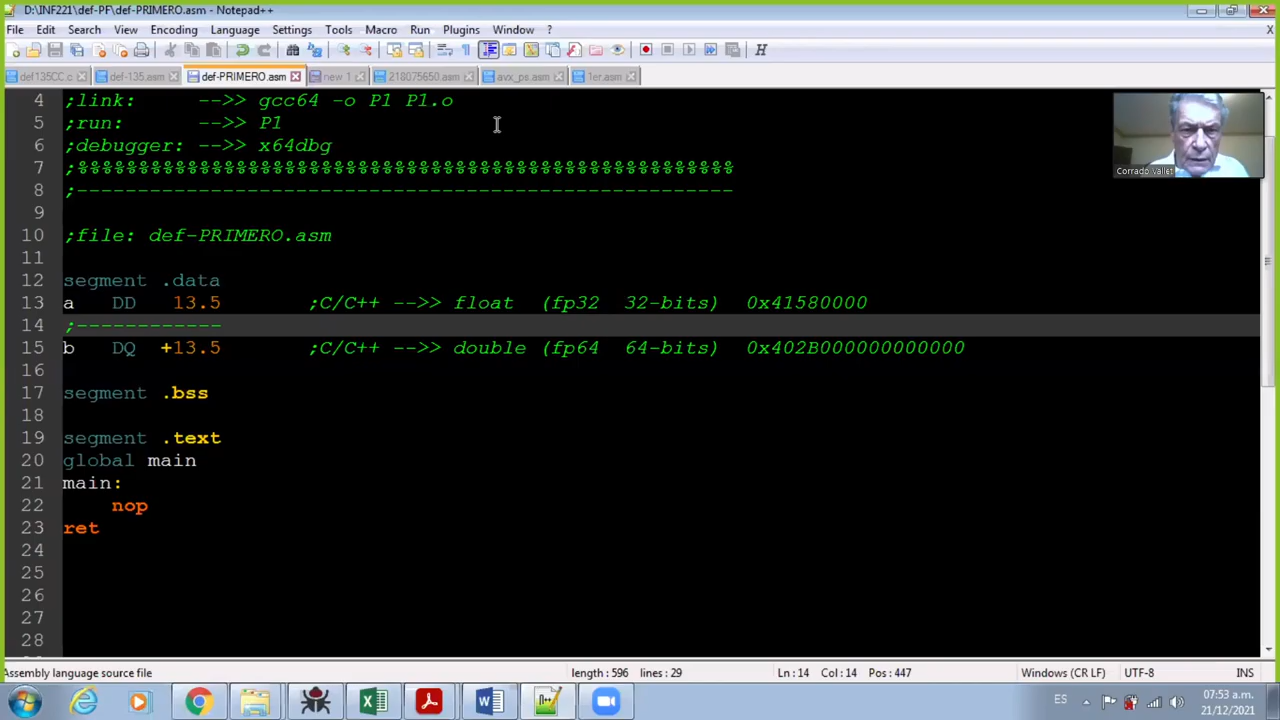 D:\INF221\def-PF\def-PRIMERO.asm - Notepad++
File Edit Search View Encoding Language Settings Tools Macro Run Plugins Window ? X
def135CC.c def-135.asm def-PRIMERO.asm new 1 218075650.asm avx_ps.asm 1er.asm
4 ;link: -->> gcc64 -o P1 P1.o
5 ;run: -->> P1
6 ;debugger: -->> x64dbg
7 ;%%%%%%%%%%%%%%%%%%%%%%%%%%%%%%%%%%%%%%%%%%%%%%%%%%%%%%
8 ;------------------------------------------------------
9
10 ;file: def-PRIMERO.asm
11
12 segment .data
13 a DD 13.5 ;C/C++ -->> float (fp32 32-bits) 0x41580000
14 ;------------
15 b DQ +13.5 ;C/C++ -->> double (fp64 64-bits) 0x402B000000000000
16
17 segment .bss
18
19 segment .text
20 global main
21 main:
22 nop
23 ret
24
25
26
27
28
Corrado Vallet
Assembly language source file length : 596 lines : 29 Ln : 14 Col : 14 Pos : 447 Windows (CR LF) UTF-8 INS
ES 07:53 a.m.
21/12/2021